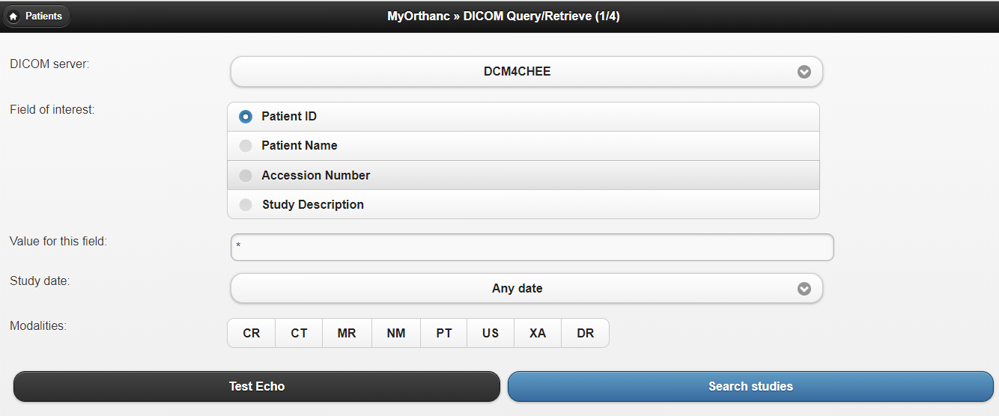 Patients
MyOrthanc » DICOM Query/Retrieve (1/4)
DICOM server:
DCM4CHEE
Field of interest:
Patient ID
Patient Name
Accession Number
Study Description
Value for this field:
*
Study date:
Any date
Modalities:
CR CT MR NM PT US XA DR
Test Echo Search studies